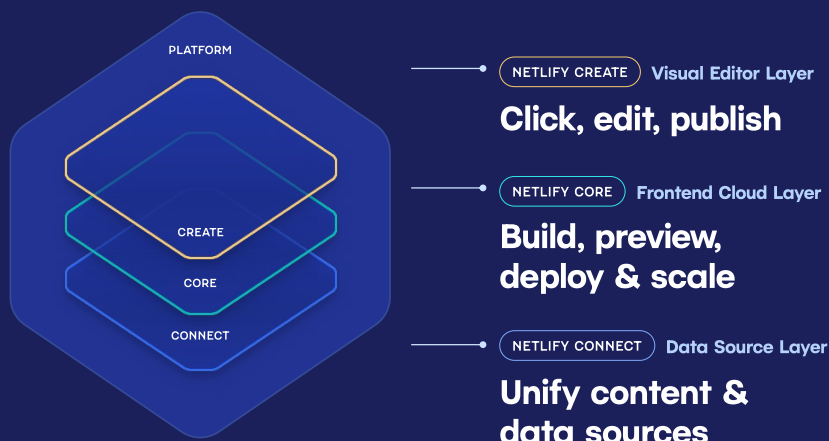 PLATFORM
CREATE
CORE
CONNECT
NETLIFY CREATE Visual Editor Layer
Click, edit, publish
NETLIFY CORE Frontend Cloud Layer
Build, preview,
deploy & scale
NETLIFY CONNECT Data Source Layer
Unify content &
data sources